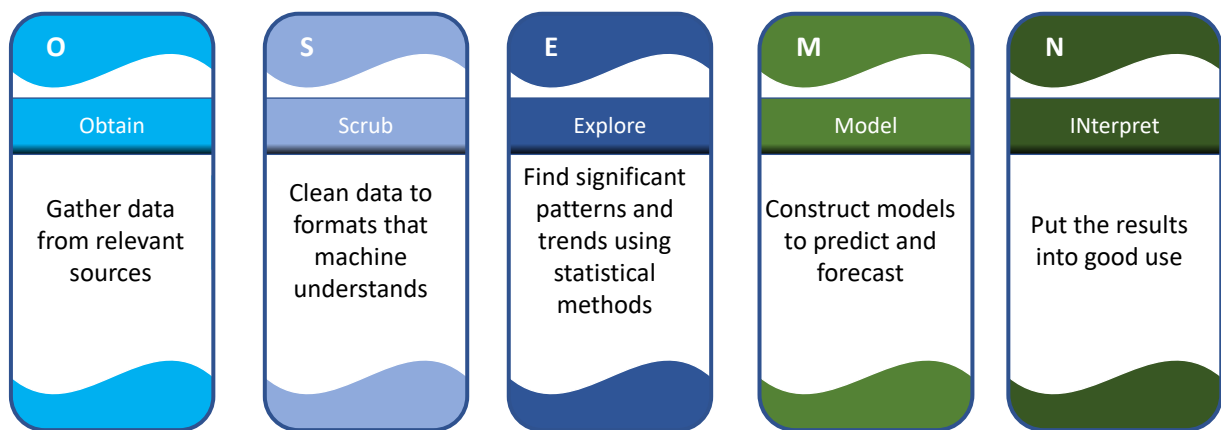 O
Obtain
Gather data
from relevant
sources
S
Scrub
Clean data to
formats that
machine
understands
E
Explore
Find significant
patterns and
trends using
statistical
methods
M
Model
Construct models
to predict and
forecast
N
INterpret
Put the results
into good use